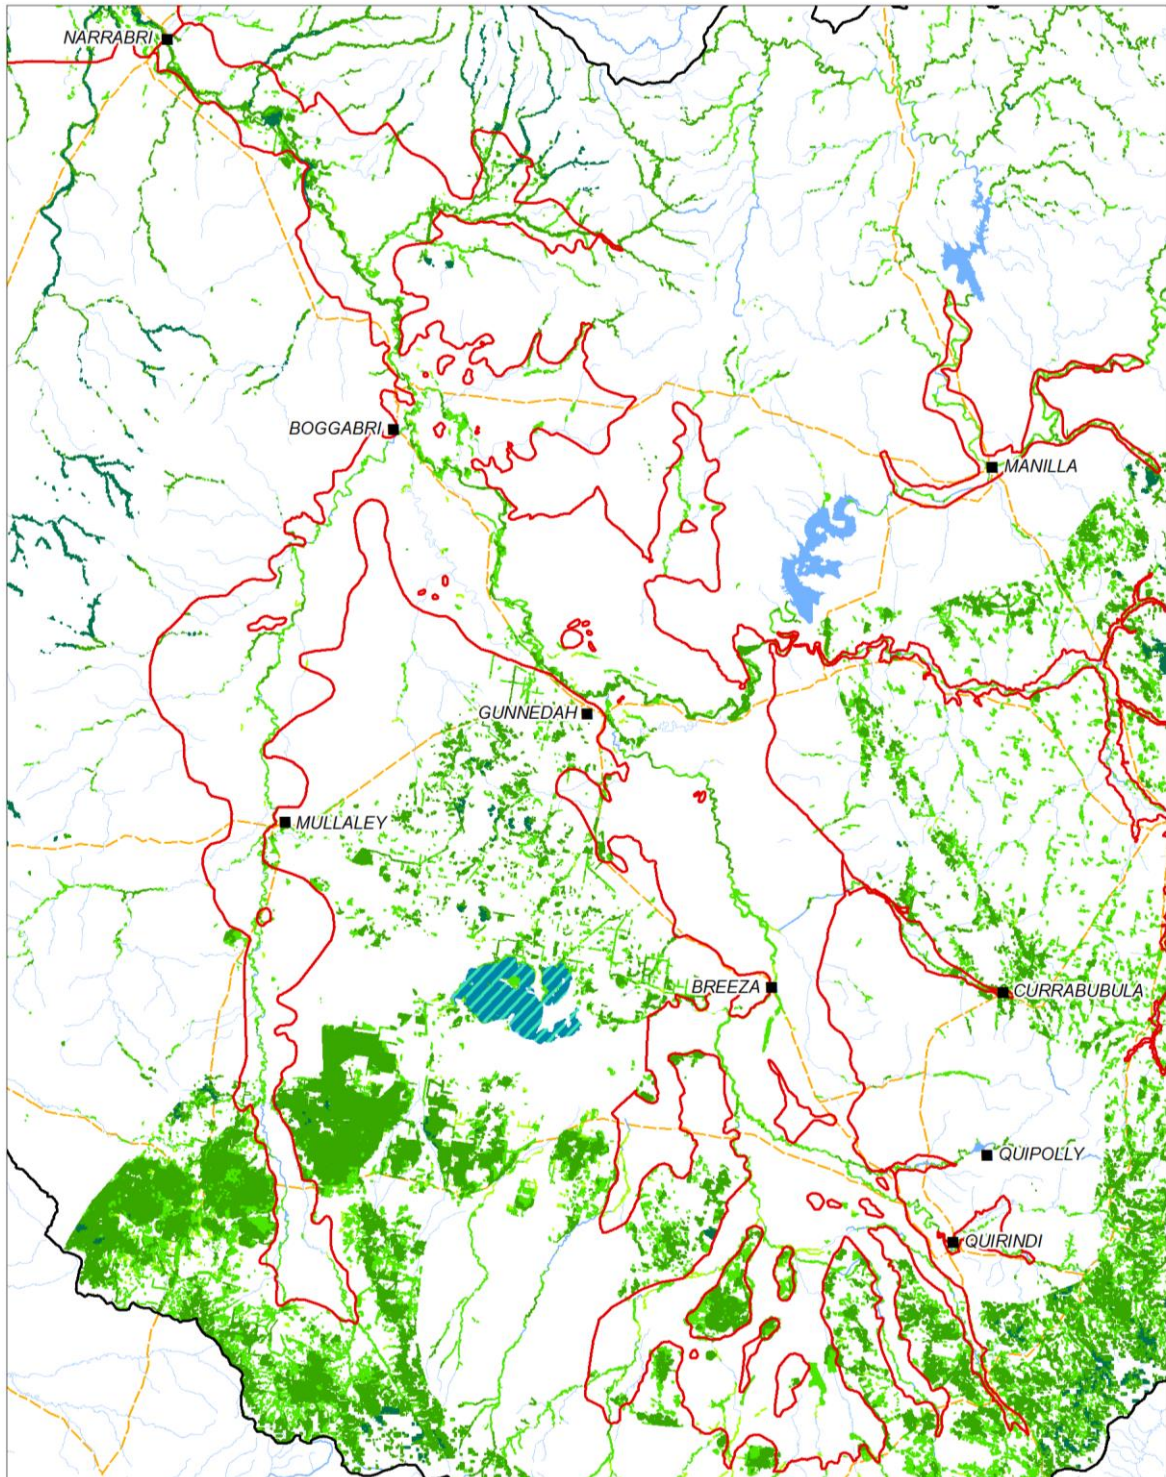 NARRABRI
BOGGABRI
MANILLA
GUNNEDAH
MULLALEY
BREEZA
CURRABUBULA
QUIPOLLY
QUIRINDI